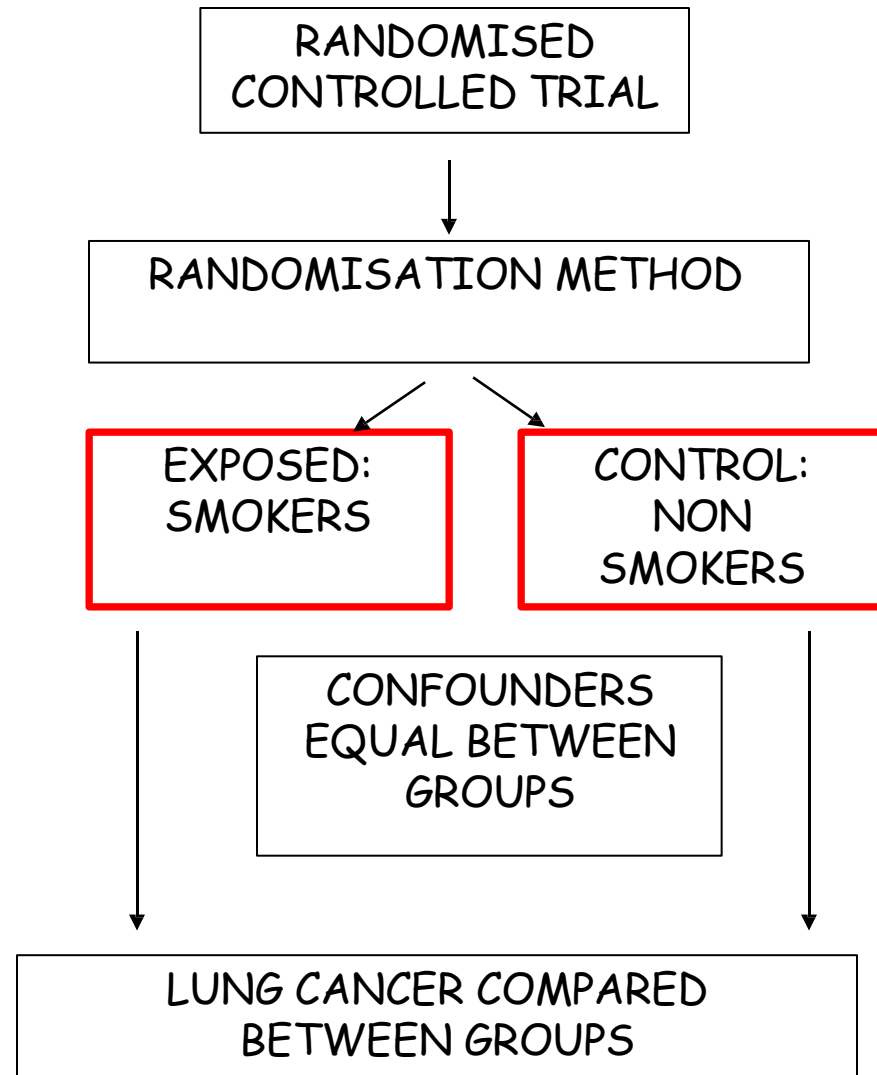 RANDOMISED
CONTROLLED TRIAL
RANDOMISATION METHOD
EXPOSED:
SMOKERS
CONTROL:
NON
SMOKERS
CONFOUNDERS
EQUAL BETWEEN
GROUPS
LUNG CANCER COMPARED
BETWEEN GROUPS